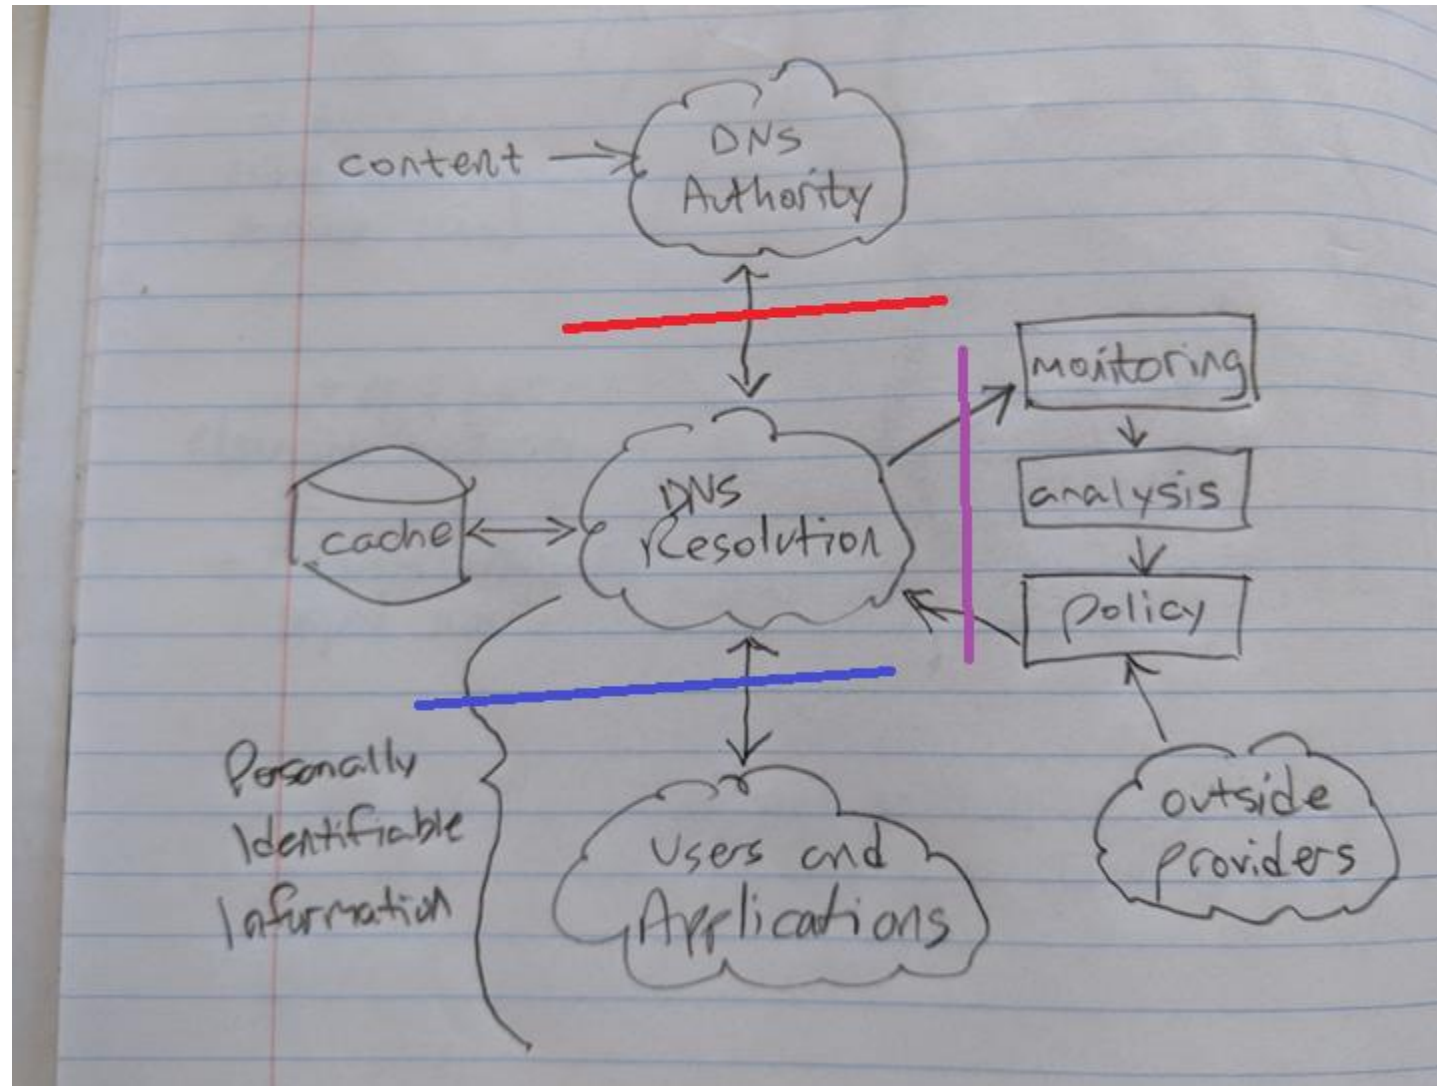 content
DNS
Authority
monitoring
analysis
policy
cache
DNS
Resolution
Personally
Identifiable
Information
Users and
Applications
outside
providers